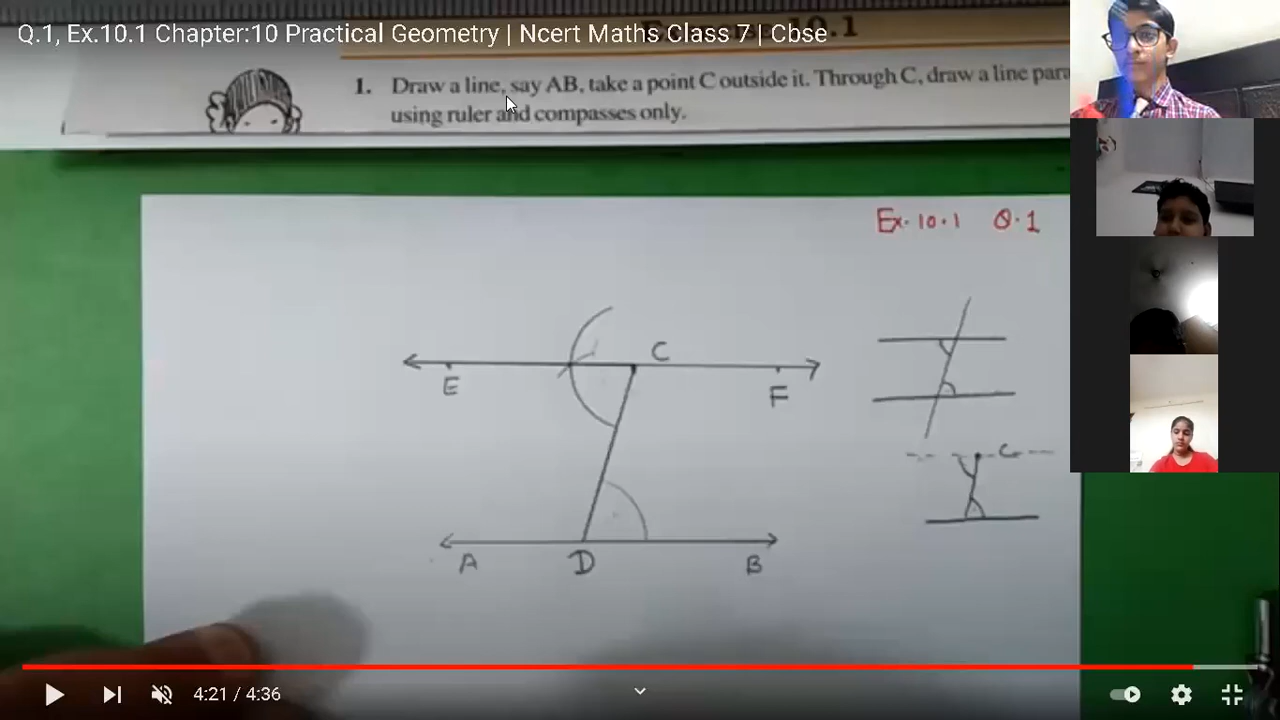 Q.1, Ex.10.1 Chapter:10 Practical Geometry | Ncert Maths Class 7 | Cbse
1. Draw a line, say AB, take a point C outside it. Through C, draw a line
using ruler and compasses only.
Ex. 10.1 Q.1
C
E
F
C
A
D
B
4:21 / 4:36